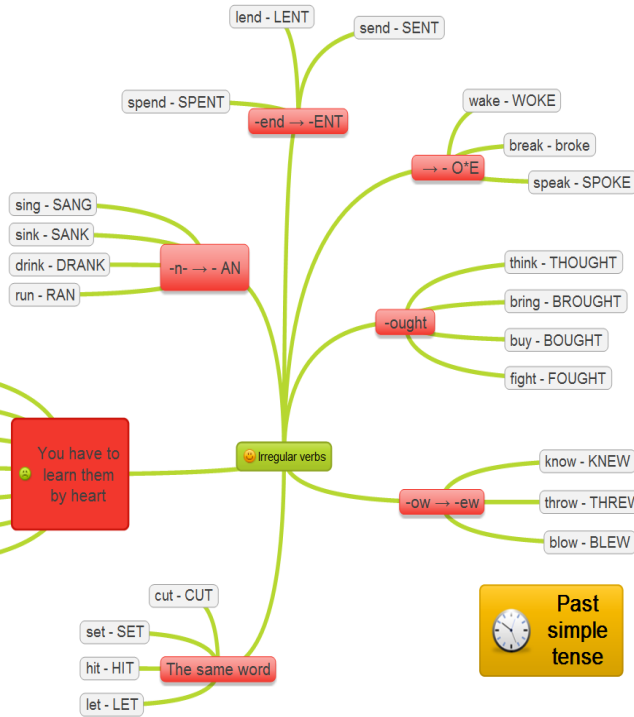 lend - LENT
send - SENT
spend - SPENT
-end → -ENT
wake - WOKE
break - broke
→ - O*E
speak - SPOKE
sing - SANG
sink - SANK
drink - DRANK
run - RAN
-n- → - AN
think - THOUGHT
bring - BROUGHT
-ought
buy - BOUGHT
fight - FOUGHT
You have to
learn them
by heart
Irregular verbs
know - KNEW
-ow → -ew
throw - THREW
blow - BLEW
cut - CUT
set - SET
hit - HIT
The same word
let - LET
Past
simple
tense